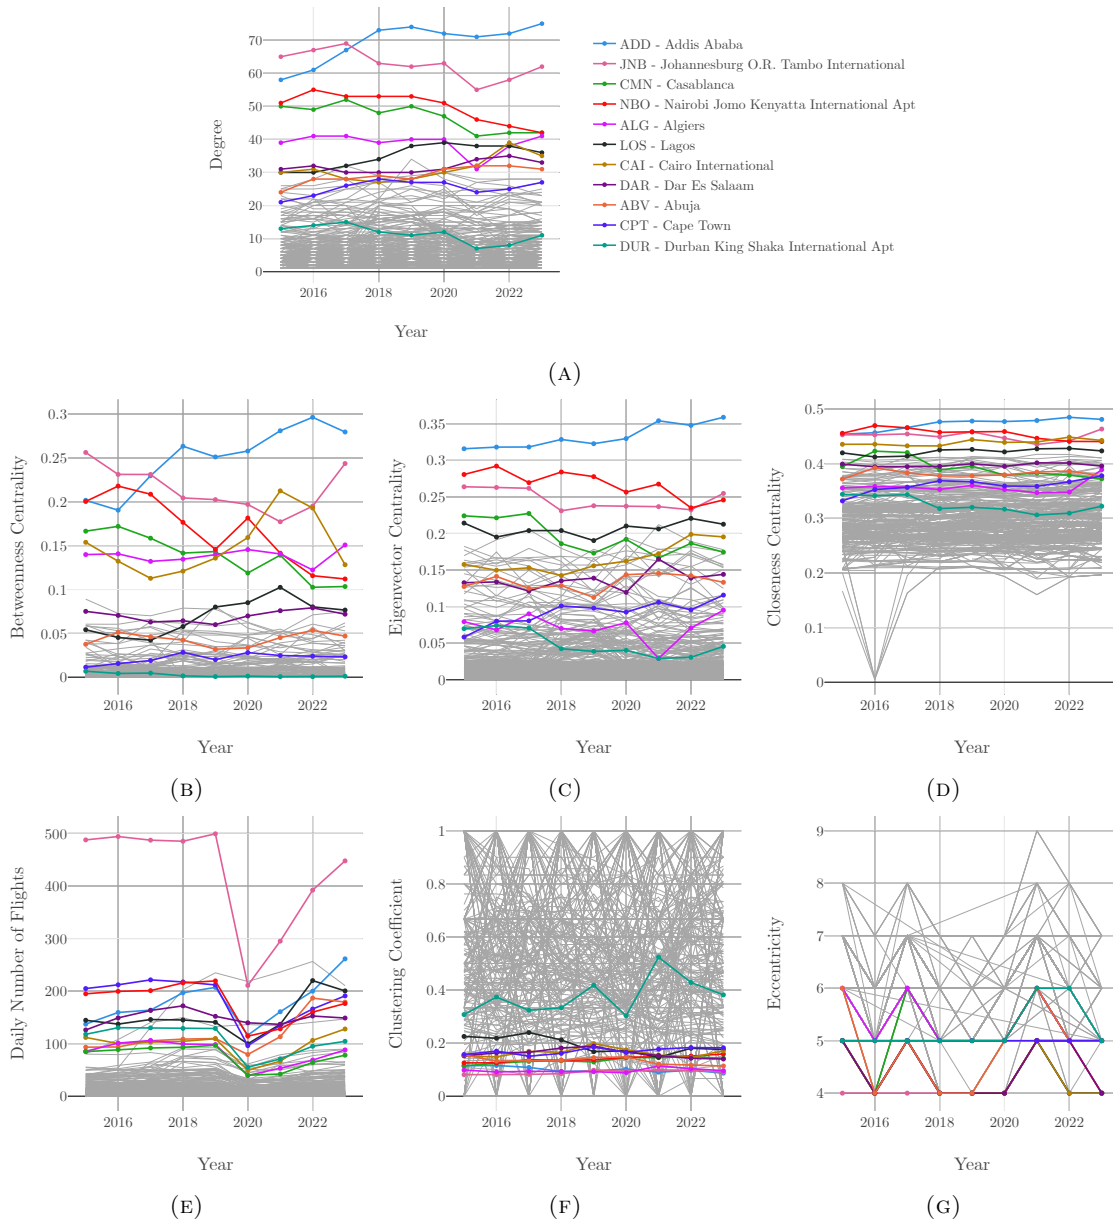 70
60
50
40
30
20
10
0
Degree
2016 2018 2020 2022
Year
ADD - Addis Ababa
JNB - Johannesburg O.R. Tambo International
CMN - Casablanca
NBO - Nairobi Jomo Kenyatta International Apt
ALG - Algiers
LOS - Lagos
CAI - Cairo International
DAR - Dar Es Salaam
ABV - Abuja
CPT - Cape Town
DUR - Durban King Shaka International Apt
(A)
0.3
0.25
0.2
0.15
0.1
0.05
0
Betweenness Centrality
2016 2018 2020 2022
Year
(B)
0.35
0.3
0.25
0.2
0.15
0.1
0.05
0
Eigenvector Centrality
2016 2018 2020 2022
Year
(C)
0.5
0.4
0.3
0.2
0.1
0
Closeness Centrality
2016 2018 2020 2022
Year
(D)
500
400
300
200
100
0
Daily Number of Flights
2016 2018 2020 2022
Year
(E)
1
0.8
0.6
0.4
0.2
0
Clustering Coefficient
2016 2018 2020 2022
Year
(F)
9
8
7
6
5
4
Eccentricity
2016 2018 2020 2022
Year
(G)